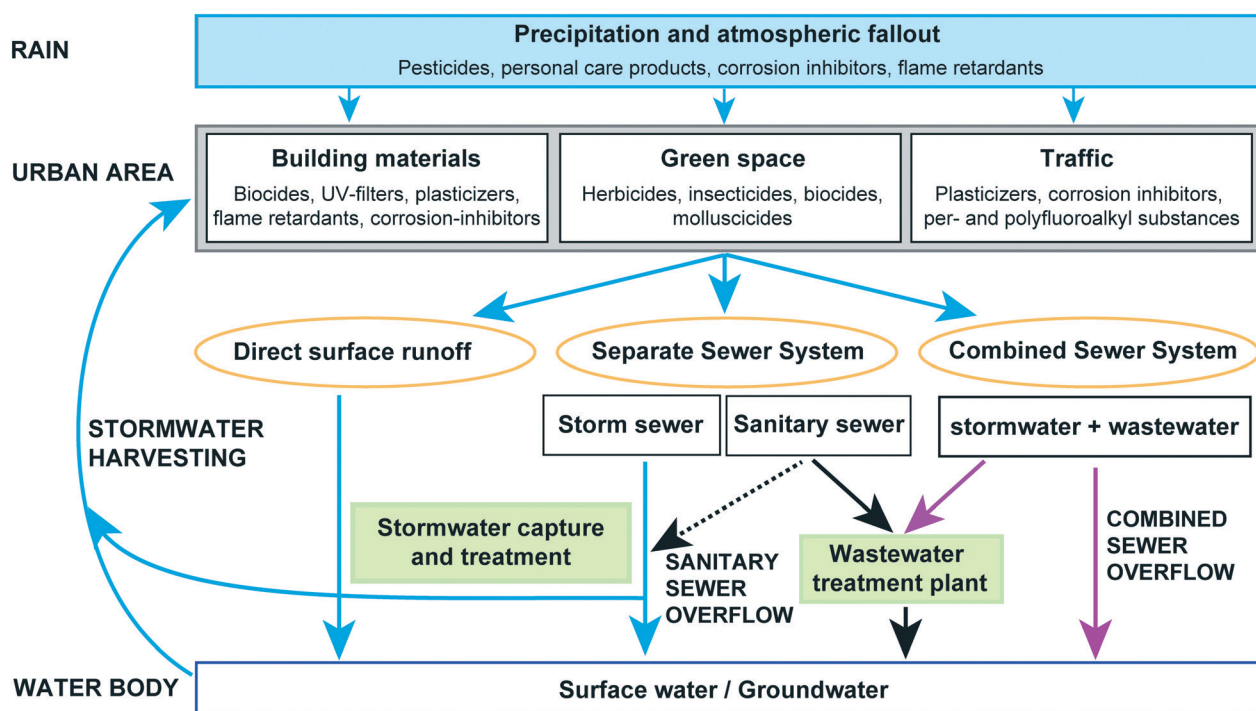 RAIN
Precipitation and atmospheric fallout
Pesticides, personal care products, corrosion inhibitors, flame retardants
URBAN AREA
Building materials
Biocides, UV-filters, plasticizers,
flame retardants, corrosion-inhibitors
Green space
Herbicides, insecticides, biocides,
molluscicides
Traffic
Plasticizers, corrosion inhibitors,
per- and polyfluoroalkyl substances
Direct surface runoff
Separate Sewer System
Combined Sewer System
Storm sewer
Sanitary sewer
stormwater + wastewater
STORMWATER
HARVESTING
Stormwater capture
and treatment
SANITARY
SEWER
OVERFLOW
Wastewater
treatment plant
COMBINED
SEWER
OVERFLOW
WATER BODY
Surface water / Groundwater